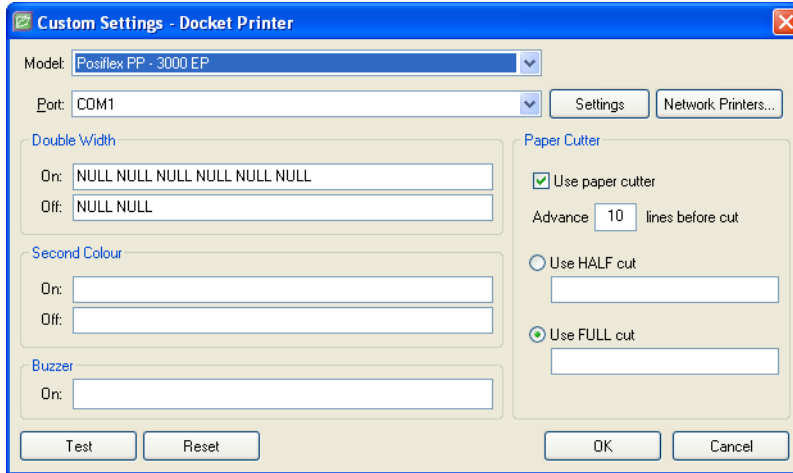 Custom Settings - Docket Printer
Model: Posiflex PP - 3000 EP
Port: COM1 Settings Network Printers...
Double Width
On: NULL NULL NULL NULL NULL NULL
Off: NULL NULL
Second Colour
On:
Off:
Buzzer
On:
Paper Cutter
Use paper cutter
Advance 10 lines before cut
Use HALF cut
Use FULL cut
Test Reset OK Cancel